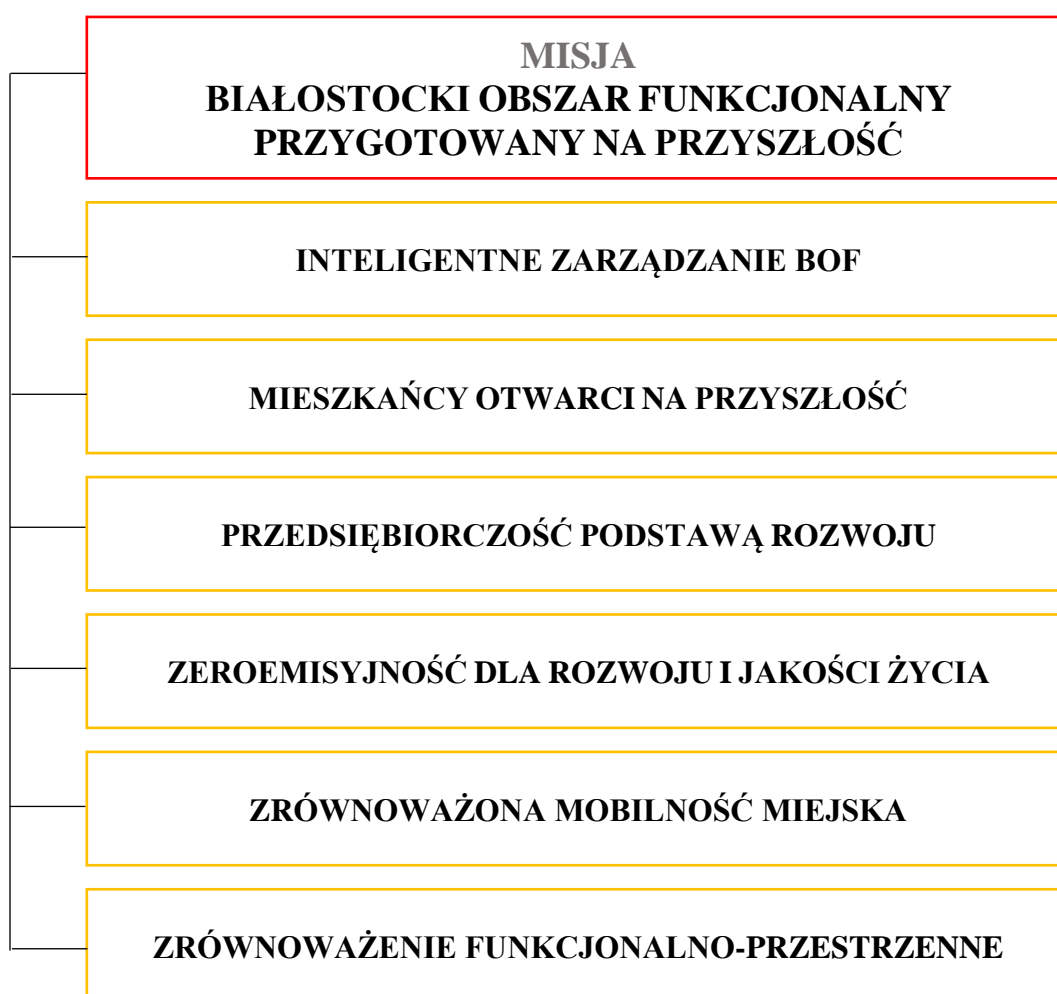 MISJA
BIAŁOSTOCKI OBSZAR FUNKCJONALNY
PRZYGOTOWANY NA PRZYSZŁOŚĆ
INTELIGENTNE ZARZĄDZANIE BOF
MIESZKAŃCY OTWARCI NA PRZYSZŁOŚĆ
PRZEDSIĘBIORCZOŚĆ PODSTAWĄ ROZWOJU
ZEROEMISYJNOŚĆ DLA ROZWOJU I JAKOŚCI ŻYCIA
ZRÓWNOWAŻONA MOBILNOŚĆ MIEJSKA
ZRÓWNOWAŻENIE FUNKCJONALNO-PRZESTRZENNE